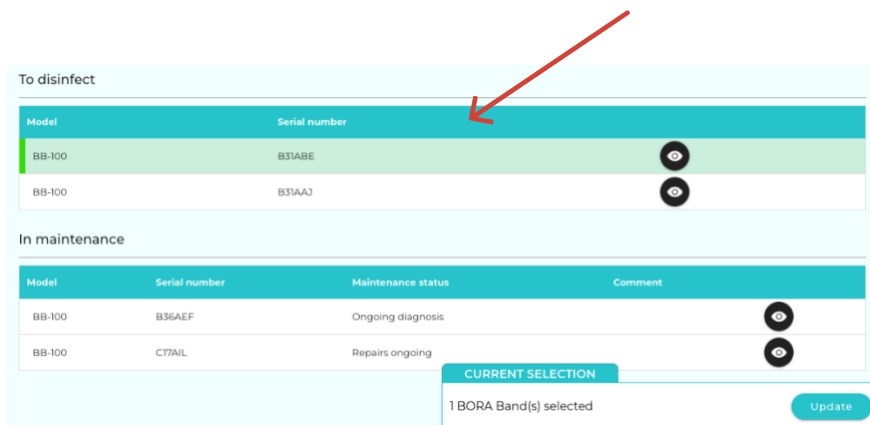 To disinfect
Model Serial number
BB-100 B31ABE
BB-100 B31AAJ
In maintenance
Model Serial number Maintenance status Comment
BB-100 B36AEF Ongoing diagnosis
BB-100 C17AIL Repairs ongoing
CURRENT SELECTION
1 BORA Band(s) selected Update